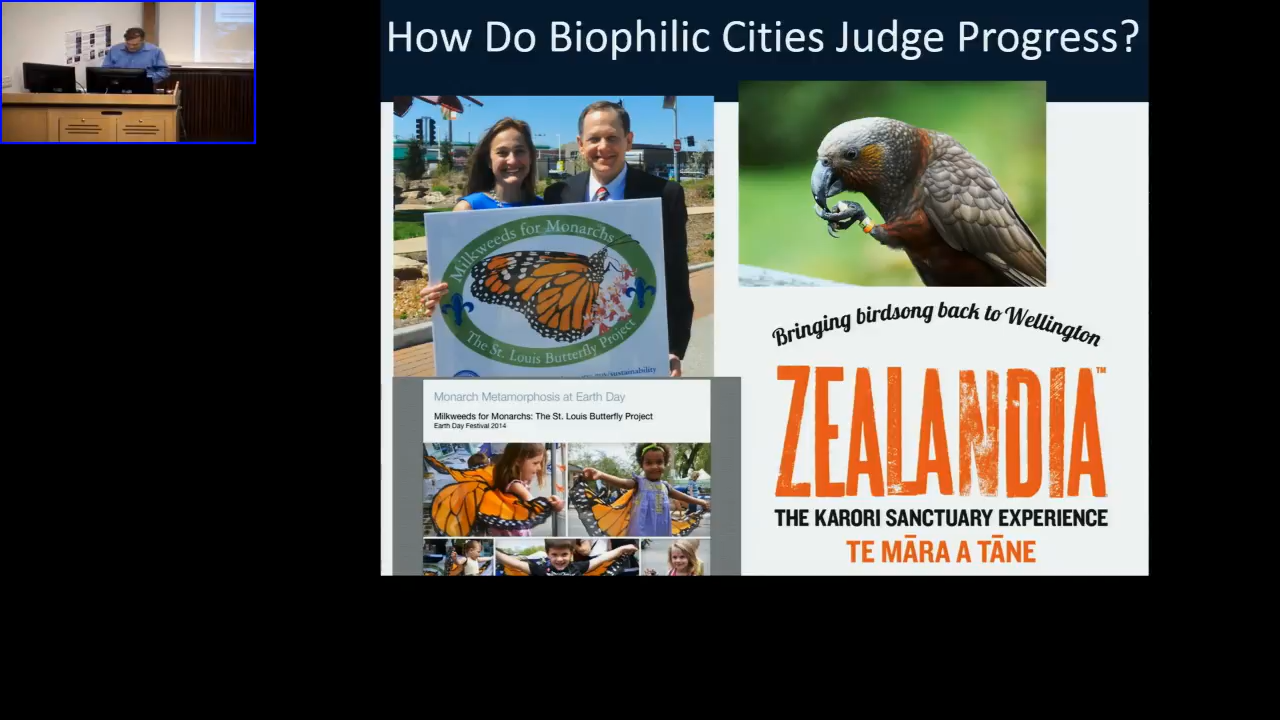 How Do Biophilic Cities Judge Progress?
Milkweeds for Monarchs
The St. Louis Butterfly Project
/sustainability
Monarch Metamorphosis at Earth Day
Milkweeds for Monarchs: The St. Louis Butterfly Project
Earth Day Festival 2014
Bringing birdsong back to Wellington
ZEALANDIA™
THE KARORI SANCTUARY EXPERIENCE
TE MĀRA A TĀNE